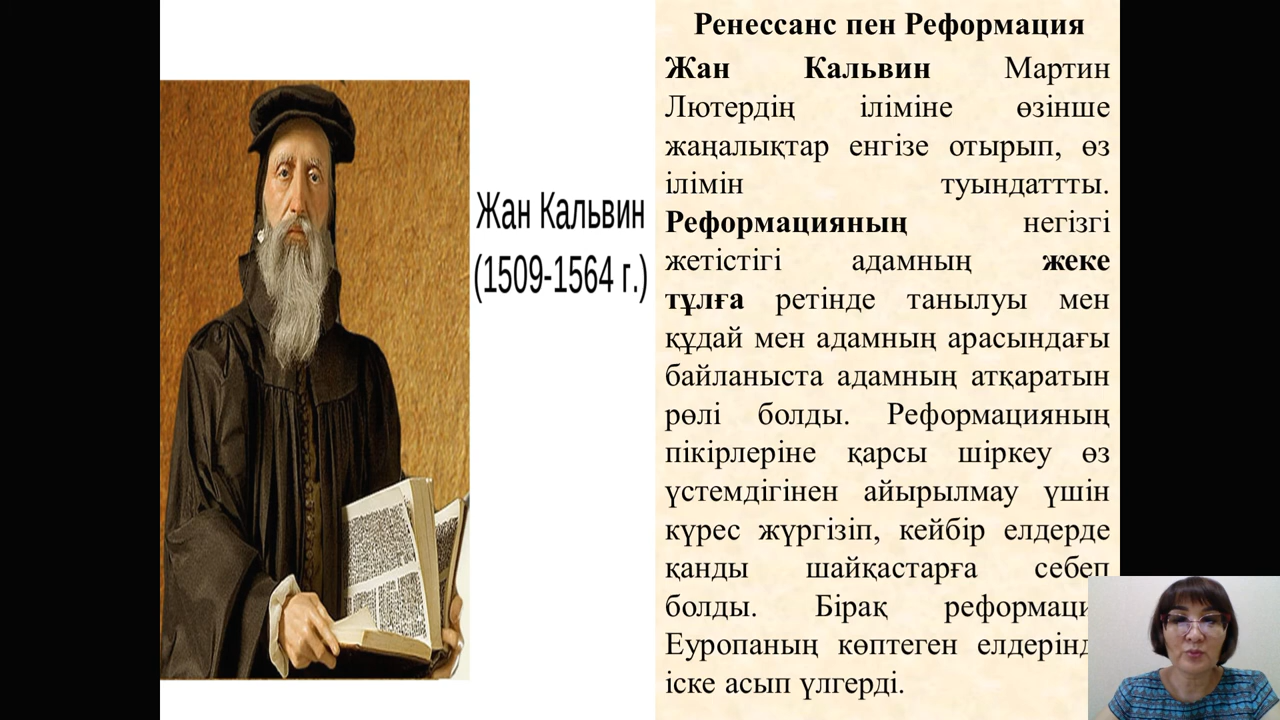 Жан Кальвин
(1509-1564 г.)
Ренессанс пен Реформация
Жан Кальвин Мартин
Лютердің іліміне өзінше
жаңалықтар енгізе отырып, өз
ілімін туындаттты.
Реформацияның негізгі
жетістігі адамның жеке
тұлға ретінде танылуы мен
құдай мен адамның арасындағы
байланыста адамның атқаратын
рөлі болды. Реформацияның
пікірлеріне қарсы шіркеу өз
үстемдігінен айырылмау үшін
күрес жүргізіп, кейбір елдерде
қанды шайқастарға себеп
болды. Бірақ
Еуропаның көптеген
іске асып үлгерді.